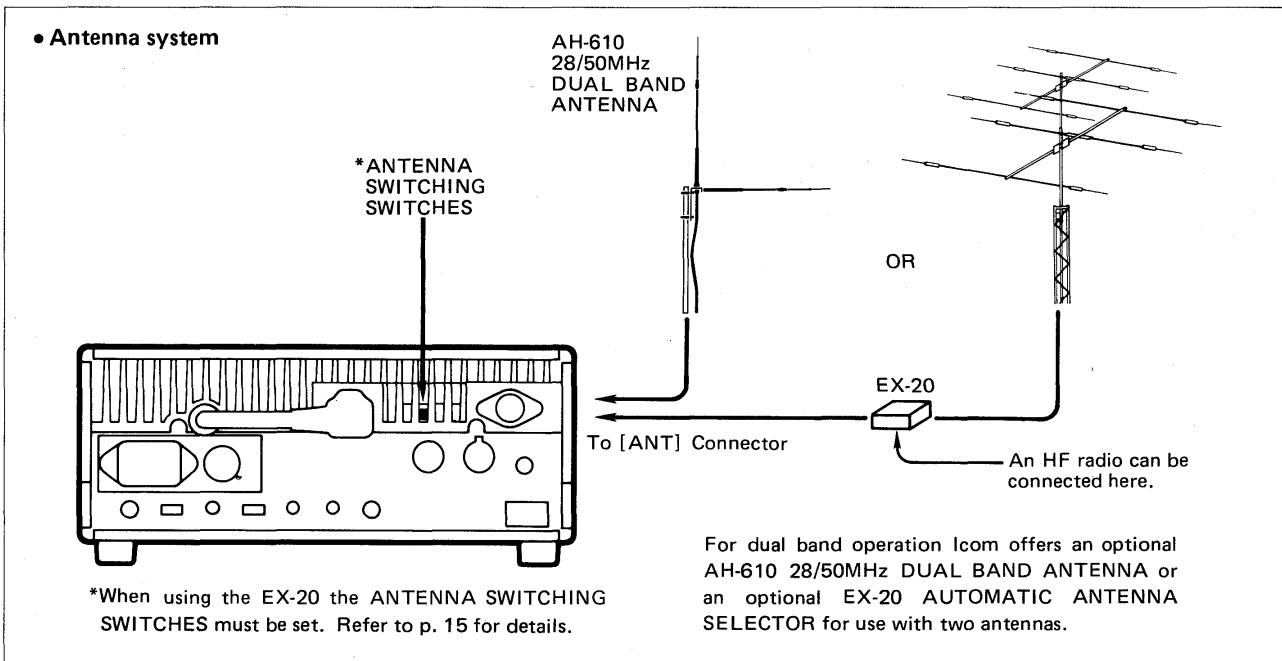 • Antenna system
AH-610
28/50MHz
DUAL BAND
ANTENNA
*ANTENNA
SWITCHING
SWITCHES
OR
EX-20
To [ANT] Connector
An HF radio can be
connected here.
*When using the EX-20 the ANTENNA SWITCHING
SWITCHES must be set. Refer to p. 15 for details.
For dual band operation Icom offers an optional
AH-610 28/50MHz DUAL BAND ANTENNA or
an optional EX-20 AUTOMATIC ANTENNA
SELECTOR for use with two antennas.